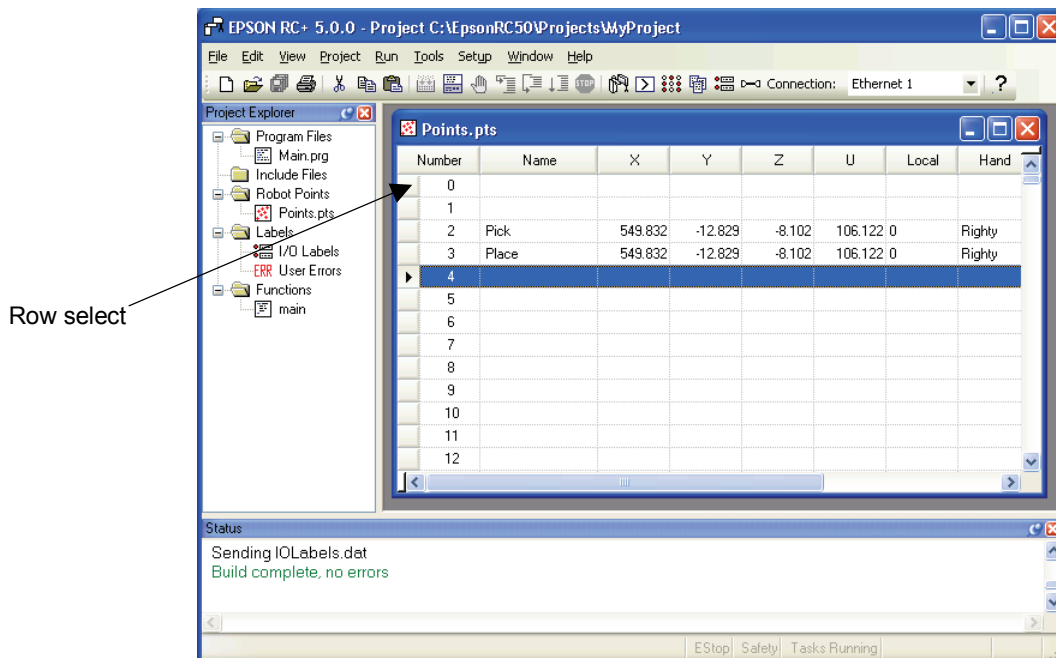 EPSON RC+ 5.0.0 - Project C:\EpsonRC50\Projects\MyProject
File Edit View Project Run Tools Setup Window Help
STOP Connection: Ethernet 1 ?
Project Explorer
Program Files
Main.prg
Include Files
Robot Points
Points.pts
Labels
I/O Labels
ERR User Errors
Functions
main
Row select
Points.pts
Number Name X Y Z U Local Hand
0
1
2 Pick 549.832 -12.829 -8.102 106.122 0 Righty
3 Place 549.832 -12.829 -8.102 106.122 0 Righty
4
5
6
7
8
9
10
11
12
Status
Sending IOLabels.dat
Build complete, no errors
EStop Safety Tasks Running